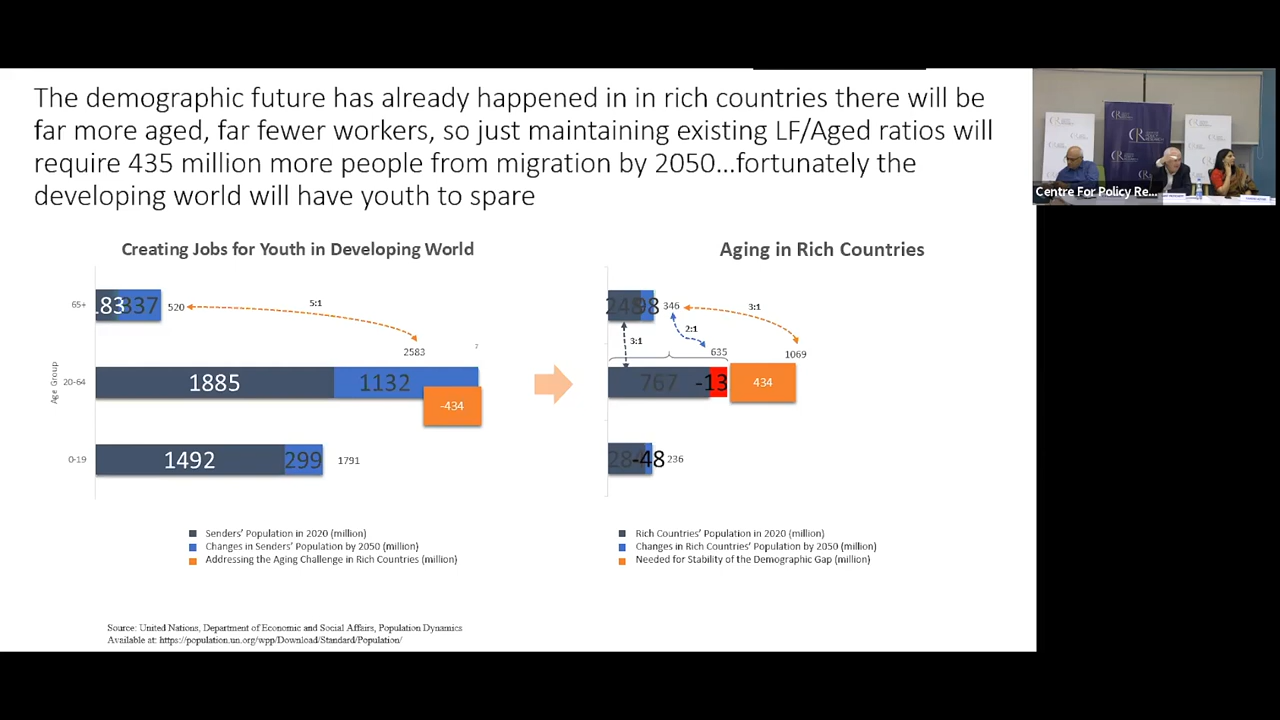 The demographic future has already happened in in rich countries there will be
far more aged, far fewer workers, so just maintaining existing LF/Aged ratios will
require 435 million more people from migration by 2050...fortunately the
developing world will have youth to spare
Centre For Policy Re...
Creating Jobs for Youth in Developing World
Age Group
65+
337
520
5:1
2583
20-64
1885
1132
-434
0-19
1492
299
1791
Senders' Population in 2020 (million)
Changes in Senders' Population by 2050 (million)
Addressing the Aging Challenge in Rich Countries (million)
Aging in Rich Countries
248
98
346
3:1
2:1
3:1
635
1069
767
-13
434
-48
236
Rich Countries' Population in 2020 (million)
Changes in Rich Countries' Population by 2050 (million)
Needed for Stability of the Demographic Gap (million)
Source: United Nations, Department of Economic and Social Affairs, Population Dynamics
Available at: https://population.un.org/wpp/Download/Standard/Population/